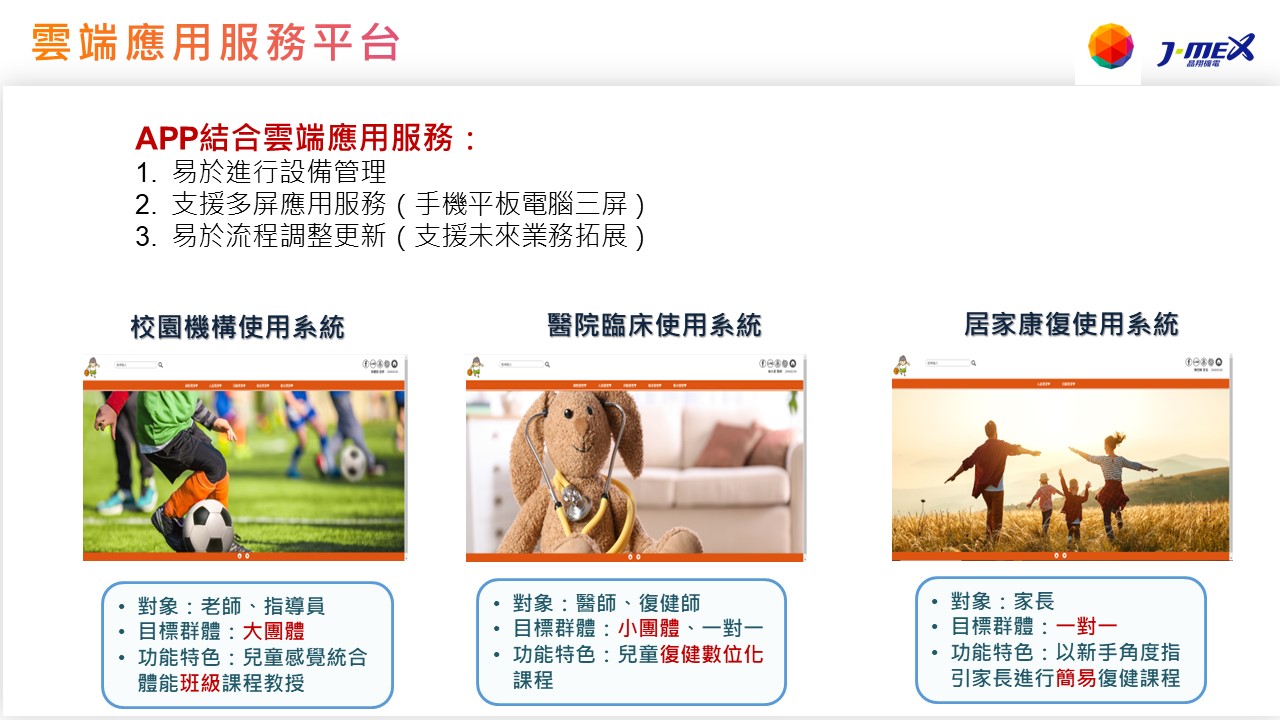 雲端應用服務平台
J-MEX
晶翔機電
APP結合雲端應用服務：
1. 易於進行設備管理
2. 支援多屏應用服務（手機平板電腦三屏）
3. 易於流程調整更新（支援未來業務拓展）
校園機構使用系統
醫院臨床使用系統
居家康復使用系統
• 對象：老師、指導員
• 目標群體：大團體
• 功能特色：兒童感覺統合
體能班級課程教授
• 對象：醫師、復健師
• 目標群體：小團體、一對一
• 功能特色：兒童復健數位化
課程
• 對象：家長
• 目標群體：一對一
• 功能特色：以新手角度指
引家長進行簡易復健課程